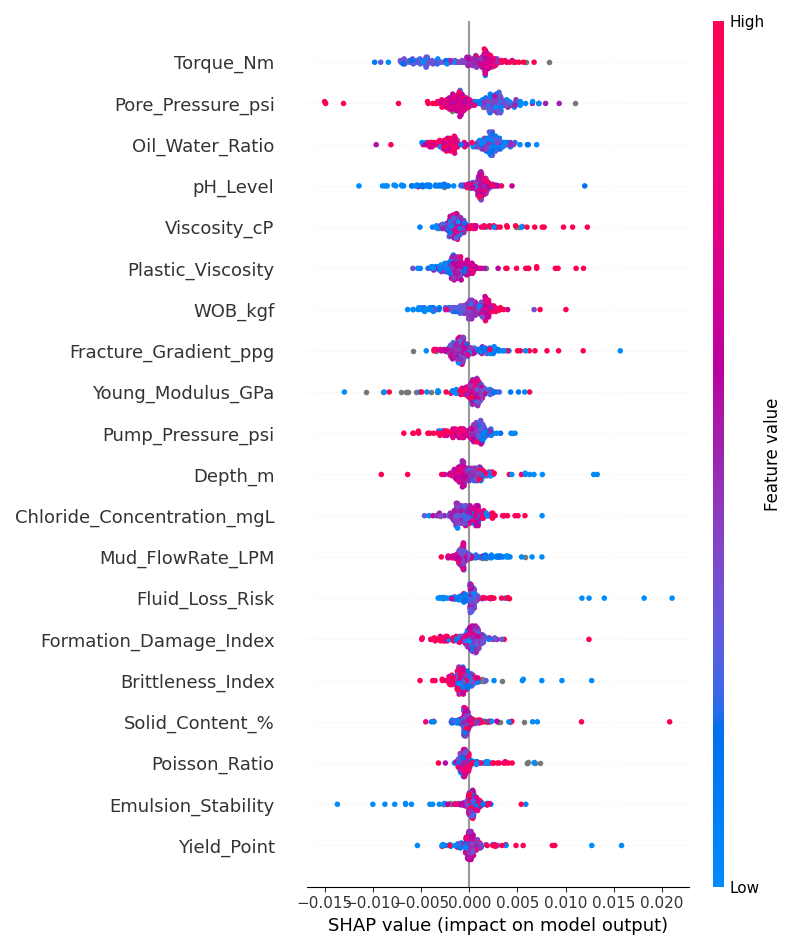 High
Torque_Nm
Pore_Pressure_psi
Oil_Water_Ratio
pH_Level
Viscosity_cP
Plastic_Viscosity
WOB_kgf
Fracture_Gradient_ppg
Young_Modulus_GPa
Pump_Pressure_psi
Depth_m
Chloride_Concentration_mgL
Mud_FlowRate_LPM
Fluid_Loss_Risk
Formation_Damage_Index
Brittleness_Index
Solid_Content_%
Poisson_Ratio
Emulsion_Stability
Yield_Point
Feature value
Low
−0.015 −0.010 −0.005 0.000 0.005 0.010 0.015 0.020
SHAP value (impact on model output)